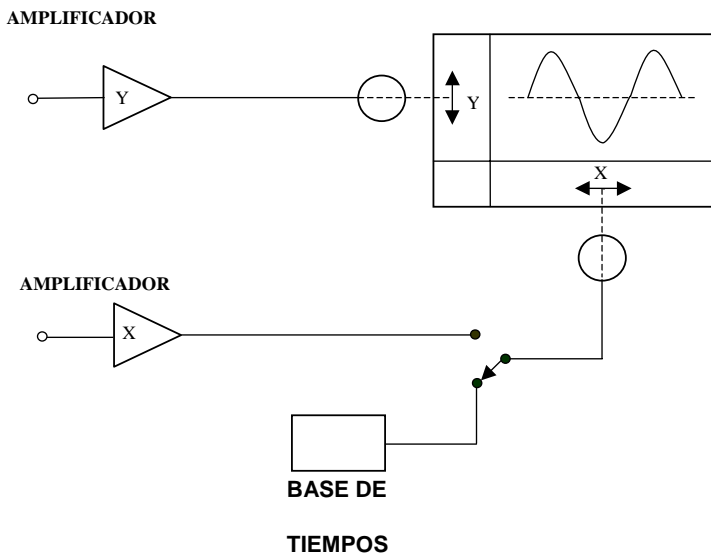 AMPLIFICADOR
Y
Y
X
AMPLIFICADOR
X
BASE DE
TIEMPOS